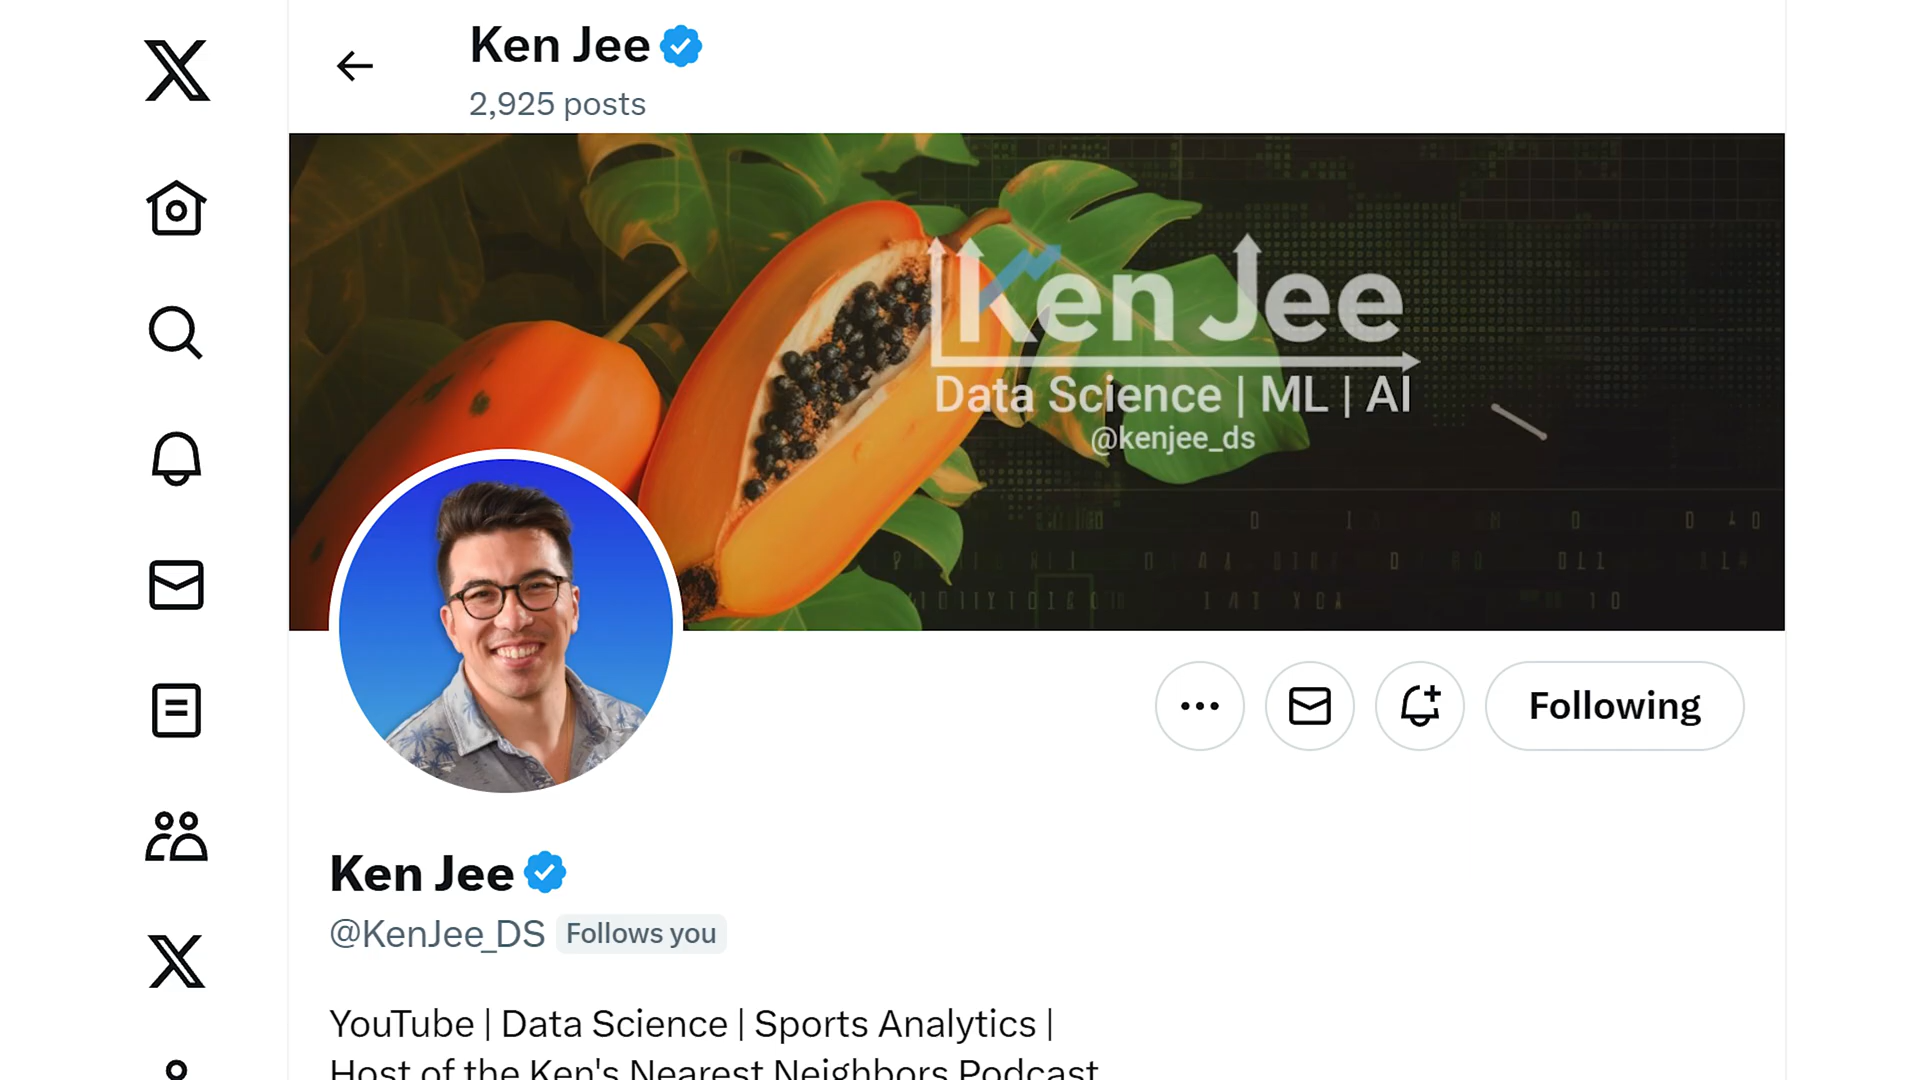 Ken Jee
2,925 posts
Ken Jee
Data Science | ML | AI
@kenjee_ds
Following
Ken Jee
@KenJee_DS Follows you
YouTube | Data Science | Sports Analytics |
Host of the Ken's Nearest Neighbors Podcast